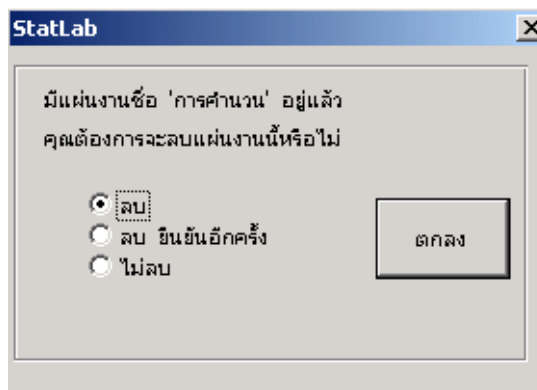 StatLab
มีแผ่นงานชื่อ 'การคำนวน' อยู่แล้ว
คุณต้องการจะลบแผ่นงานนี้หรือไม่
ลบ
ลบ ยืนยันอีกครั้ง
ไม่ลบ
ตกลง